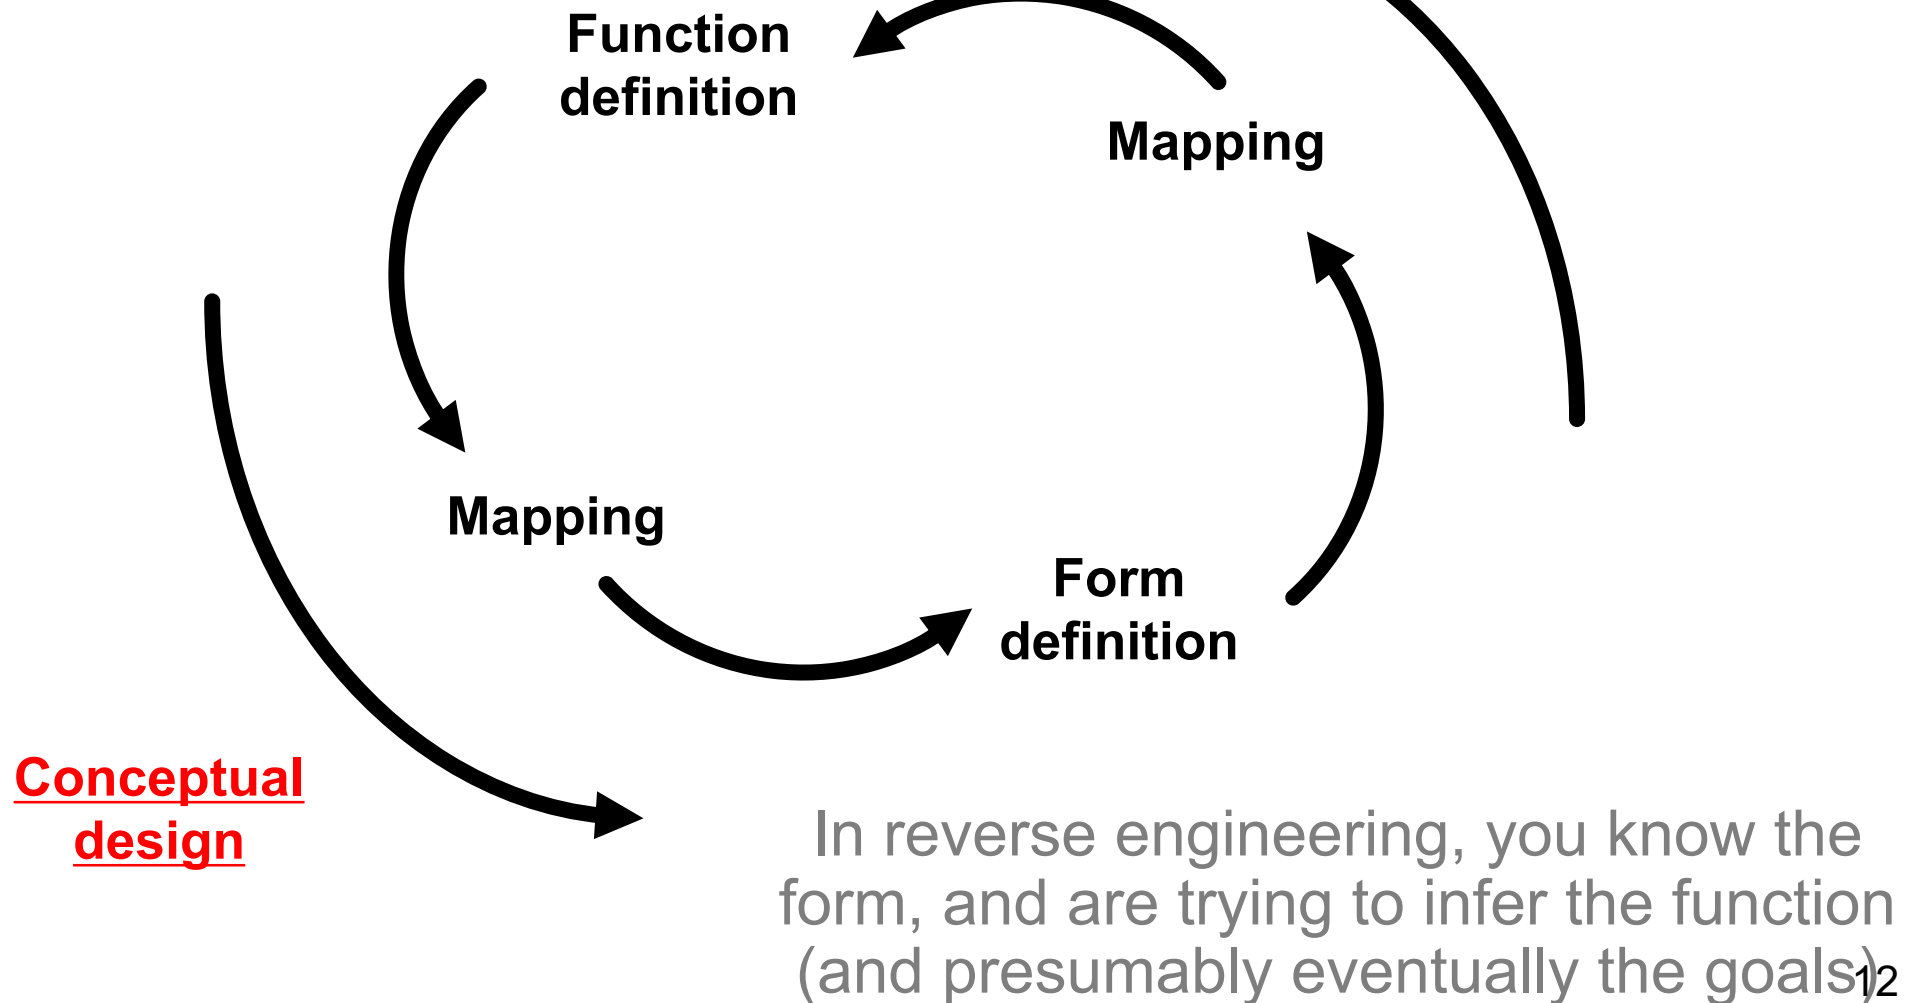 Function
definition
Mapping
Mapping
Form
definition
Conceptual
design
In reverse engineering, you know the
form, and are trying to infer the function
(and presumably eventually the goals)
12